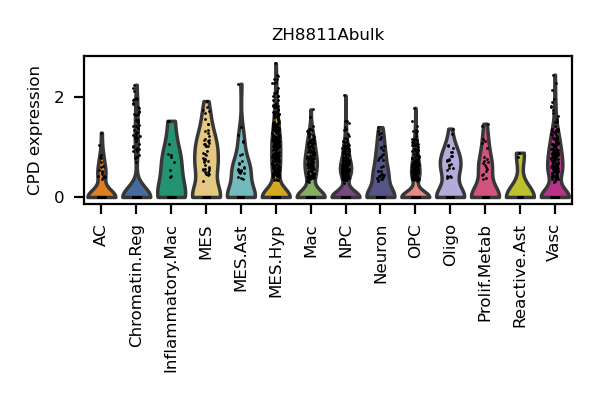 ZH8811Abulk
CPD expression
2
0
AC
Chromatin.Reg
Inflammatory.Mac
MES
MES.Ast
MES.Hyp
Mac
NPC
Neuron
OPC
Oligo
Prolif.Metab
Reactive.Ast
Vasc